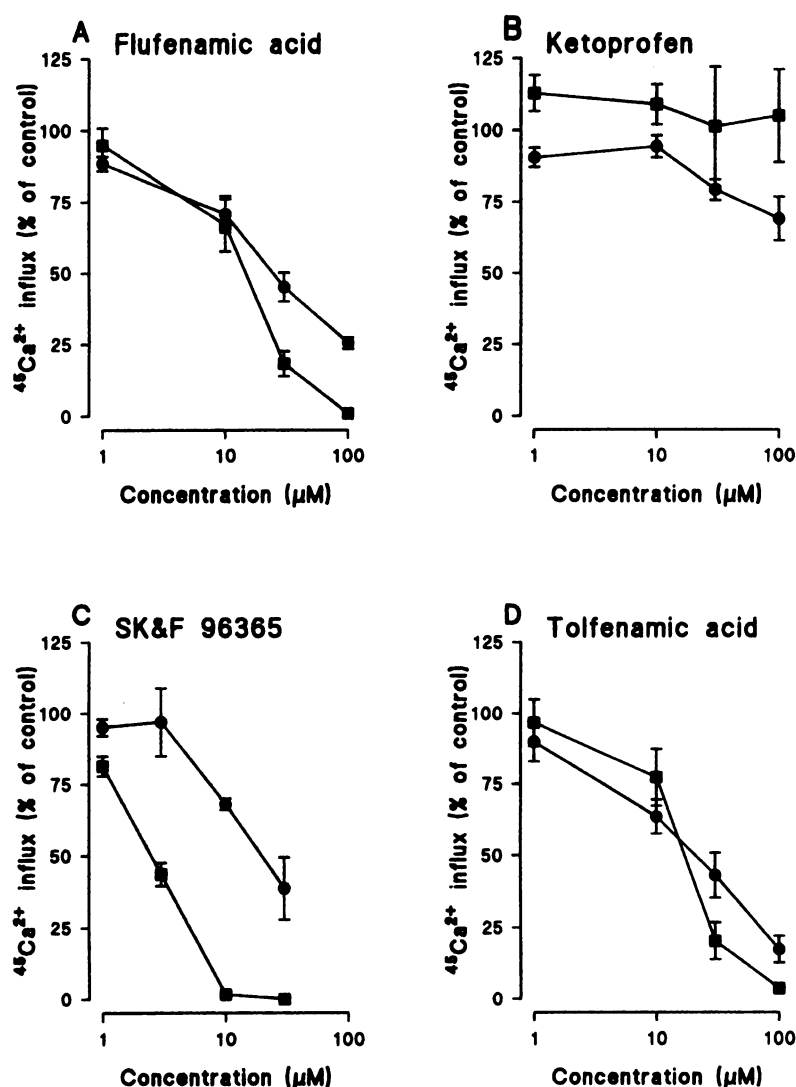 A Flufenamic acid
⁴⁵Ca²⁺ influx (% of control)
125
100
75
50
25
0
1 10 100
Concentration (μM)
B Ketoprofen
⁴⁵Ca²⁺ influx (% of control)
125
100
75
50
25
0
1 10 100
Concentration (μM)
C SK&F 96365
⁴⁵Ca²⁺ influx (% of control)
125
100
75
50
25
0
1 10 100
Concentration (μM)
D Tolfenamic acid
⁴⁵Ca²⁺ influx (% of control)
125
100
75
50
25
0
1 10 100
Concentration (μM)